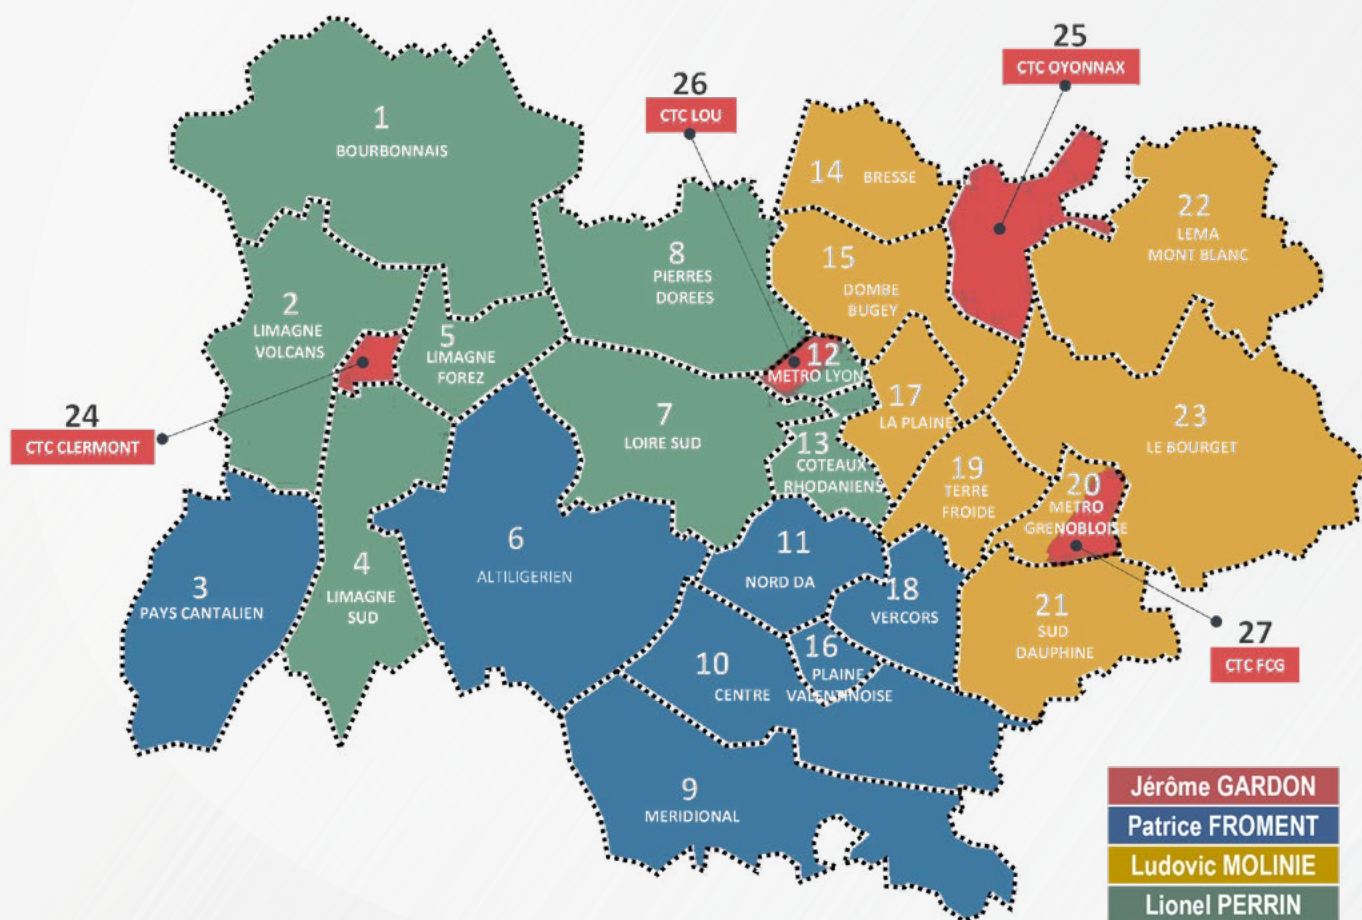 25
CTC OYONNAX
26
CTC LOU
1
BOURBONNAIS
14 BRESSE
22
LEMA
MONT BLANC
8
PIERRES
DOREES
15
DOMBE
BUGEY
2
LIMAGNE
VOLCANS
5
LIMAGNE
FOREZ
12
METRO LYON
24
CTC CLERMONT
7
LOIRE SUD
17
LA PLAINE
23
LE BOURGET
13
COTEAUX
RHODANIENS
19
TERRE
FROIDE
20
METRO
GRENOBLOISE
6
ALTILIGERIEN
11
NORD DA
3
PAYS CANTALIEN
4
LIMAGNE
SUD
18
VERCORS
21
SUD
DAUPHINE
27
CTC FCG
16
PLAINE
VALENTINOISE
10
CENTRE
9
MERIDIONAL
Jérôme GARDON
Patrice FROMENT
Ludovic MOLINIE
Lionel PERRIN